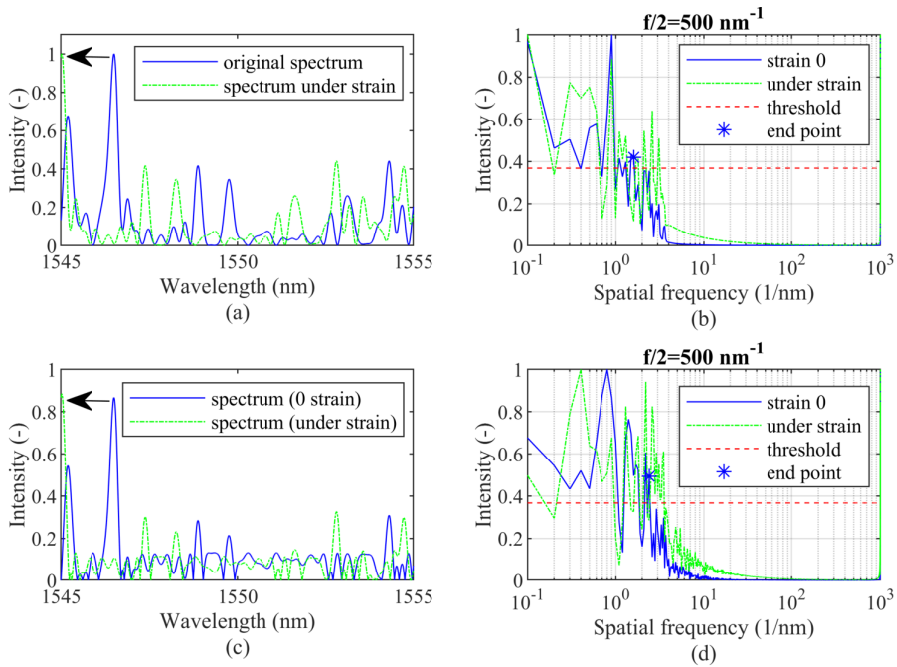 1
0.8
0.6
0.4
0.2
0
Intensity (-)
original spectrum
spectrum under strain
1545
1550
1555
Wavelength (nm)
(a)
f/2=500 nm-1
1
0.8
0.6
0.4
0.2
0
Intensity (-)
strain 0
under strain
threshold
end point
10-1
100
101
102
103
Spatial frequency (1/nm)
(b)
1
0.8
0.6
0.4
0.2
0
Intensity (-)
spectrum (0 strain)
spectrum (under strain)
1545
1550
1555
Wavelength (nm)
(c)
f/2=500 nm-1
1
0.8
0.6
0.4
0.2
0
Intensity (-)
strain 0
under strain
threshold
end point
10-1
100
101
102
103
Spatial frequency (1/nm)
(d)